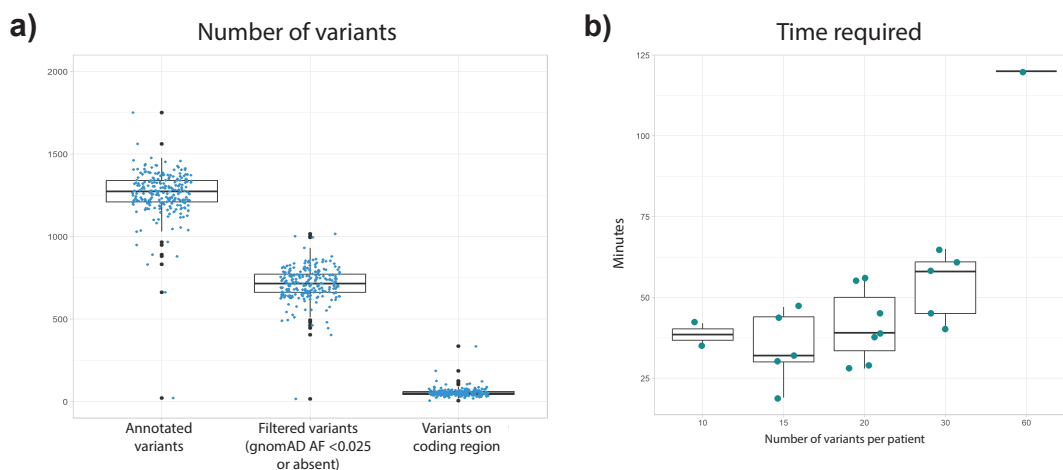 a)
Number of variants
2000
1500
1000
500
0
Annotated
variants
Filtered variants
(gnomAD AF <0.025
or absent)
Variants on
coding region
b)
Time required
125
100
75
50
25
Minutes
10
15
20
30
60
Number of variants per patient